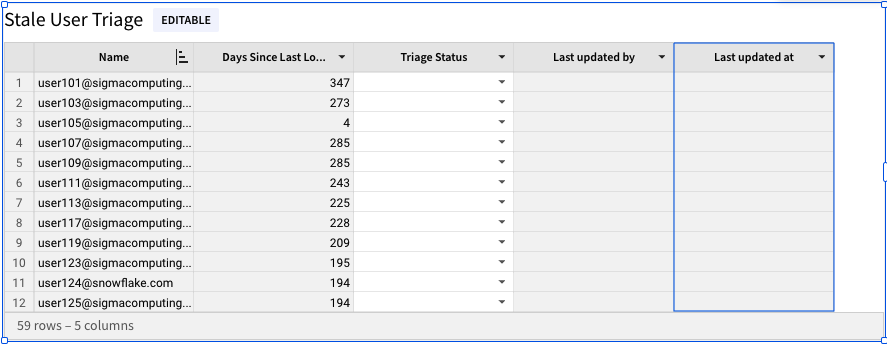 Stale User Triage EDITABLE
Name Days Since Last Lo... Triage Status Last updated by Last updated at
1 user101@sigmacomputing... 347
2 user103@sigmacomputing... 273
3 user105@sigmacomputing... 4
4 user107@sigmacomputing... 285
5 user109@sigmacomputing... 285
6 user111@sigmacomputing... 243
7 user113@sigmacomputing... 225
8 user117@sigmacomputing... 228
9 user119@sigmacomputing... 209
10 user123@sigmacomputing... 195
11 user124@snowflake.com 194
12 user125@sigmacomputing... 194
59 rows – 5 columns